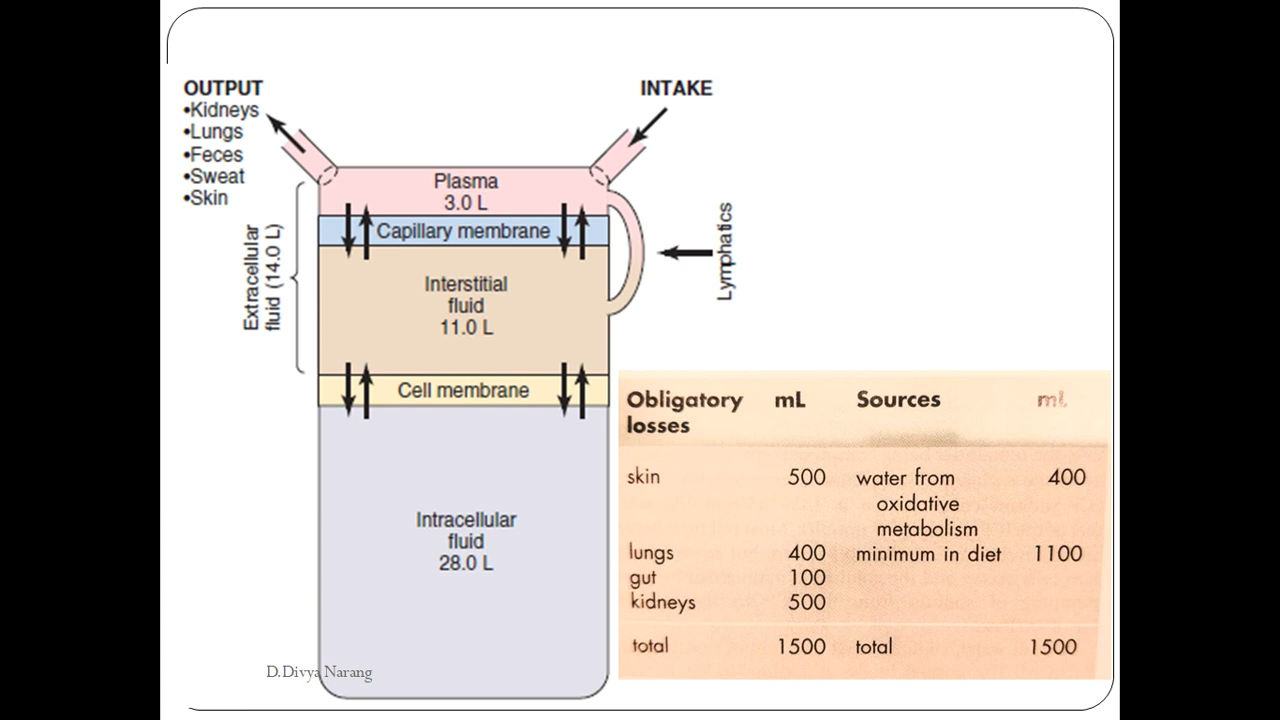 OUTPUT
•Kidneys
•Lungs
•Feces
•Sweat
•Skin
INTAKE
Plasma
3.0 L
Capillary membrane
Extracellular
fluid (14.0 L)
Lymphatics
Interstitial
fluid
11.0 L
Cell membrane
Intracellular
fluid
28.0 L
Obligatory mL Sources mL
losses
skin 500 water from 400
oxidative
metabolism
lungs 400 minimum in diet 1100
gut 100
kidneys 500
total 1500 total 1500
D.Divya Narang